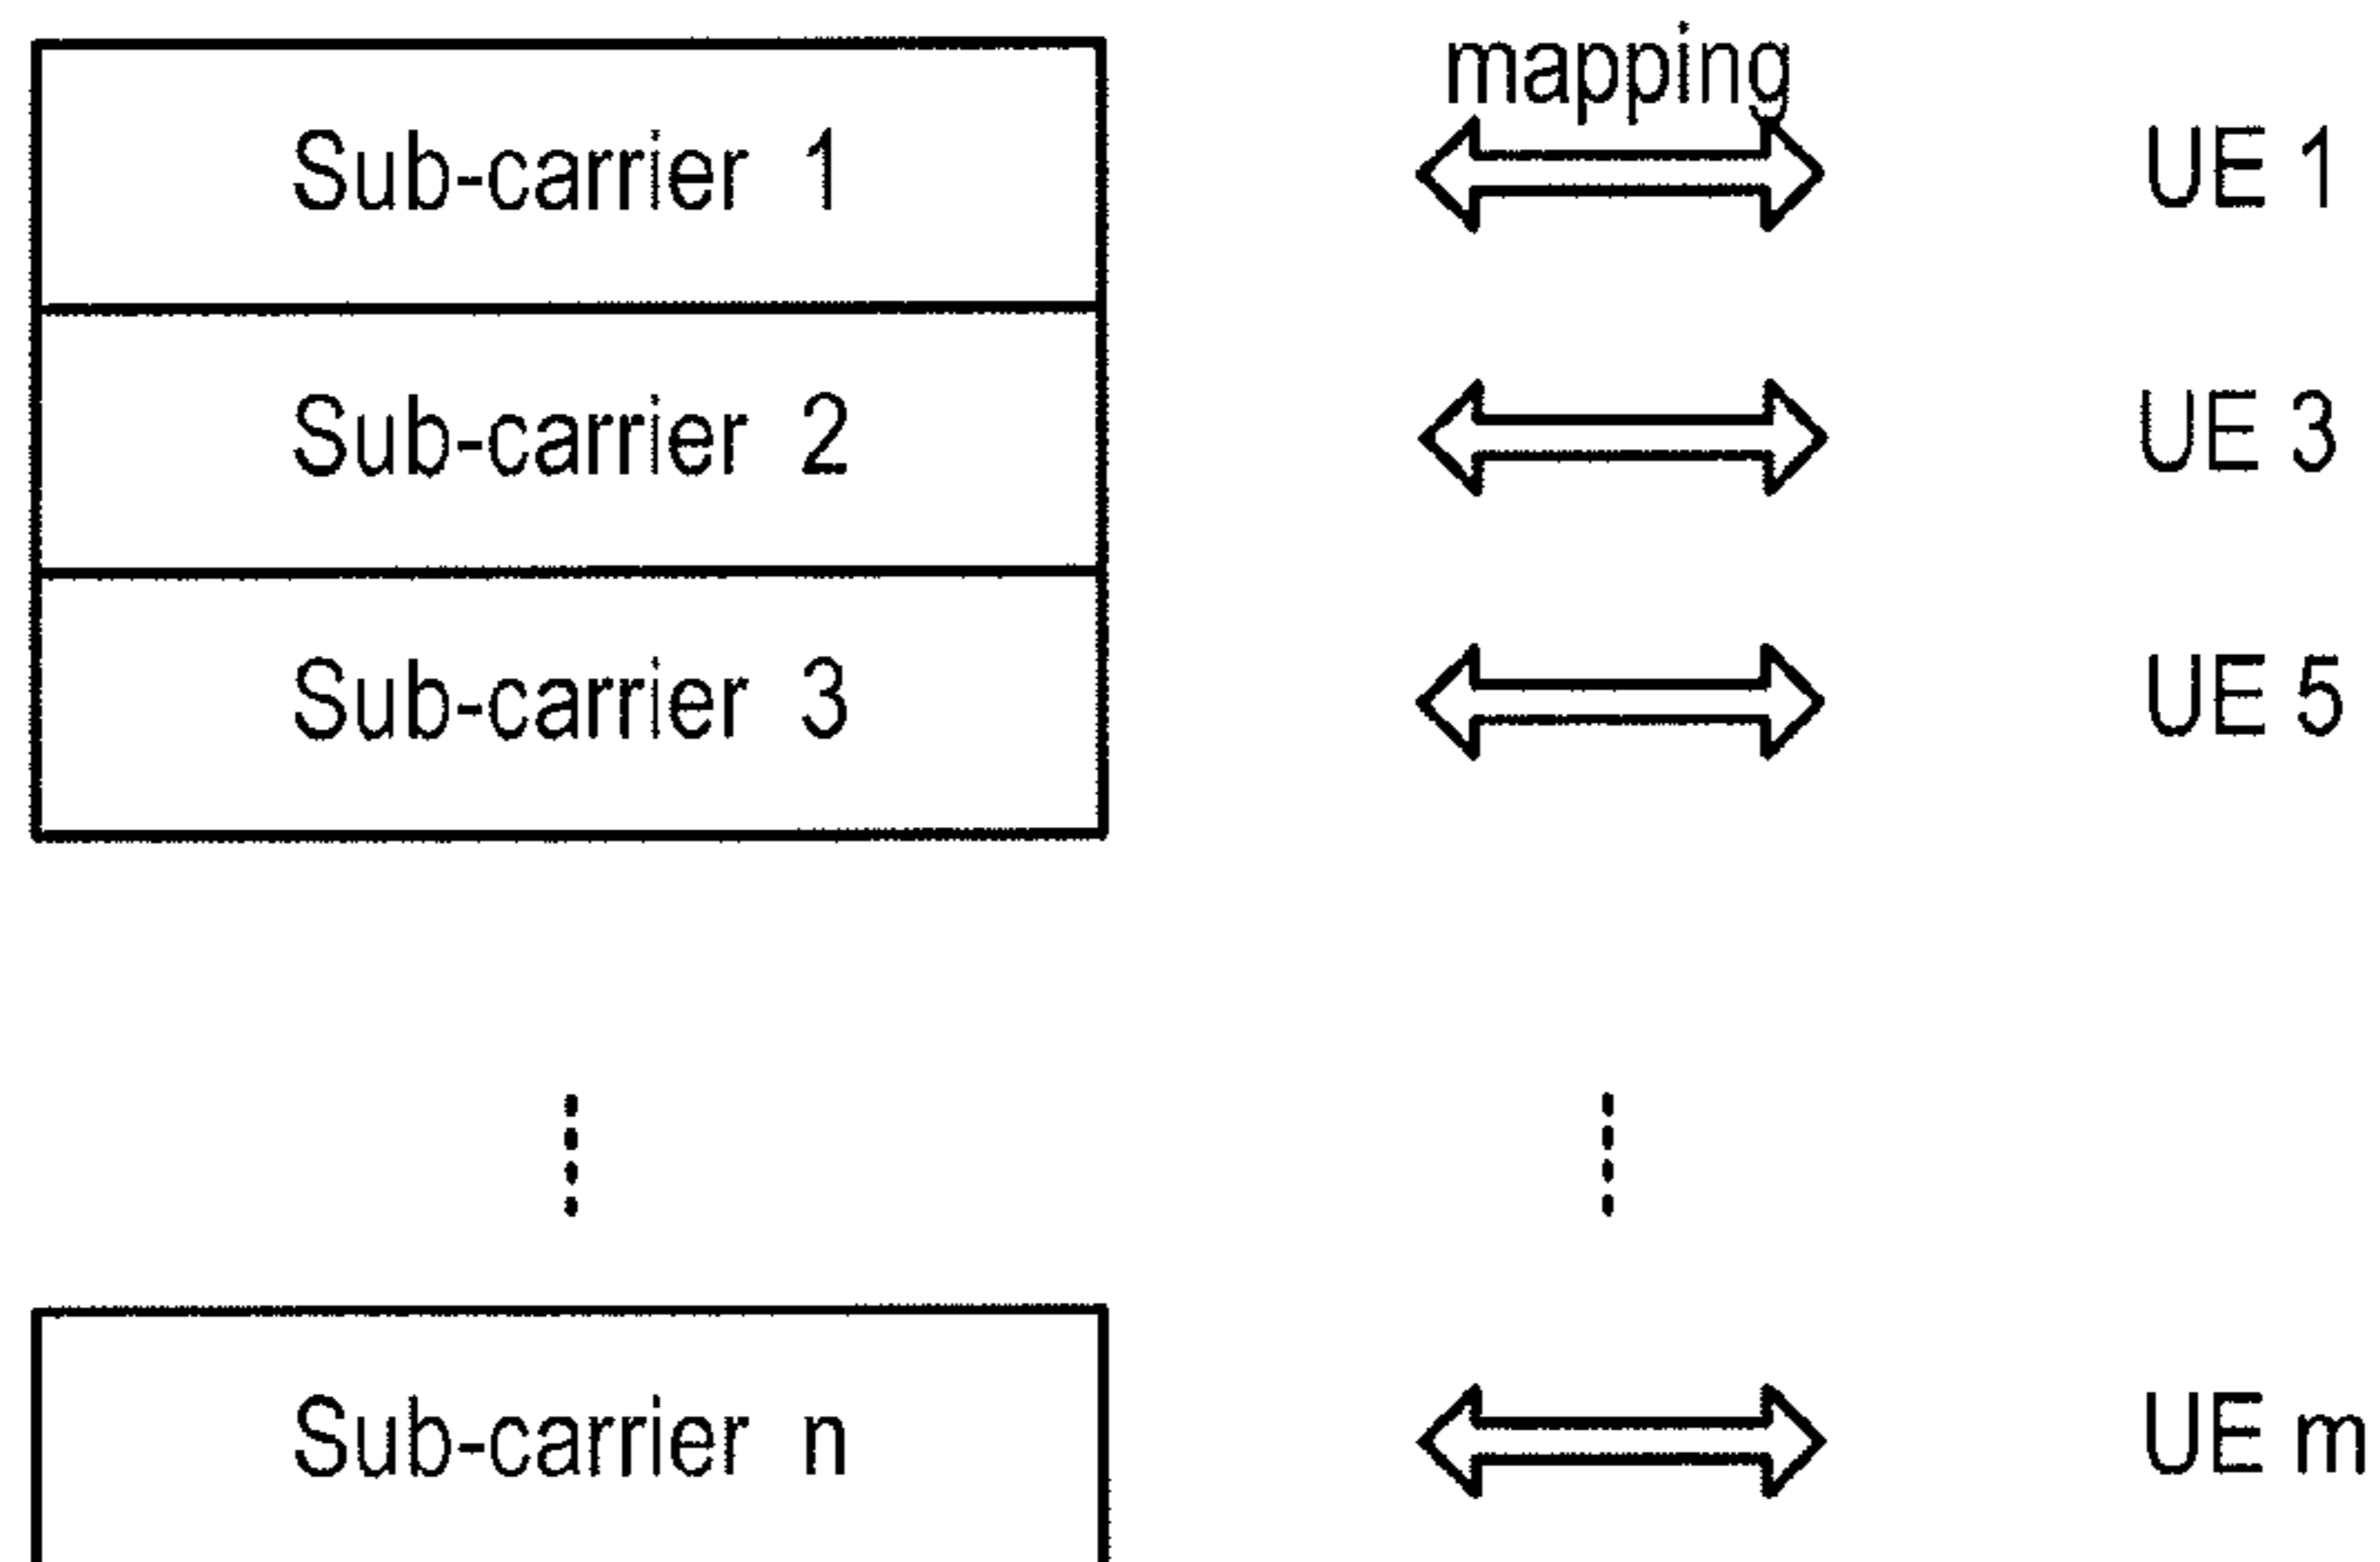 mapping
Sub-carrier 1 UE 1
Sub-carrier 2 UE 3
Sub-carrier 3 UE 5
Sub-carrier n UE m